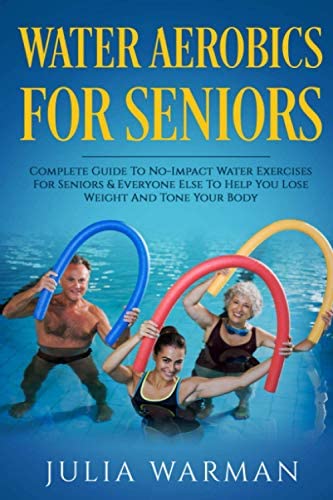 WATER AEROBICS
FOR SENIORS
COMPLETE GUIDE TO NO-IMPACT WATER EXERCISES
FOR SENIORS & EVERYONE ELSE TO HELP YOU LOSE
WEIGHT AND TONE YOUR BODY
JULIA WARMAN